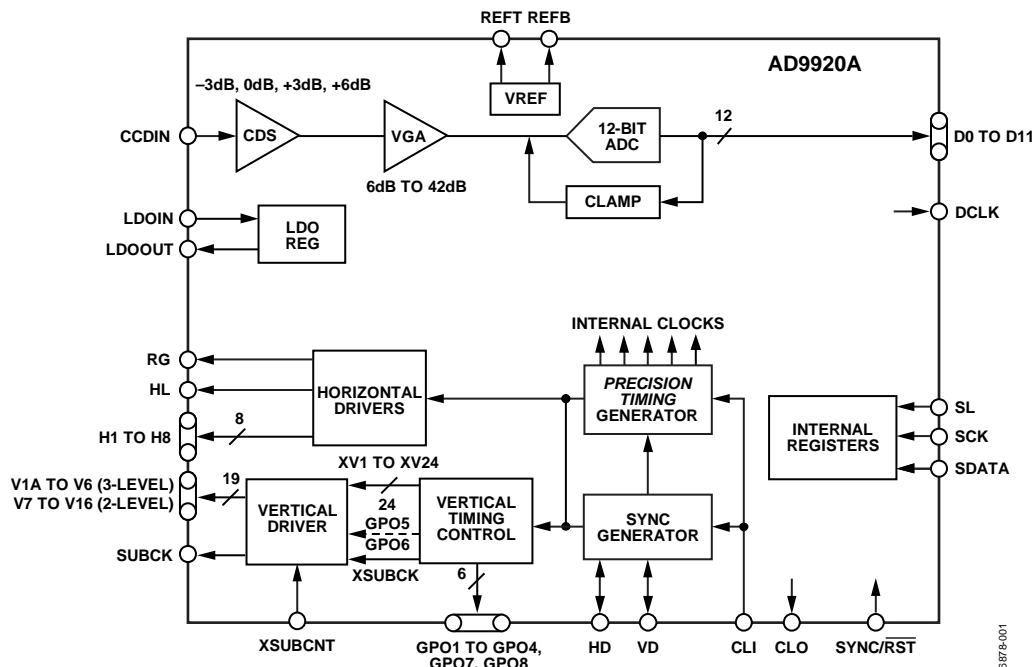 REFT REFB
AD9920A
–3dB, 0dB, +3dB, +6dB
VREF
CCDIN
CDS
VGA
12-BIT
ADC
12
D0 TO D11
6dB TO 42dB
CLAMP
LDOIN
LDOOUT
LDO
REG
DCLK
INTERNAL CLOCKS
RG
HL
H1 TO H8
8
HORIZONTAL
DRIVERS
PRECISION
TIMING
GENERATOR
INTERNAL
REGISTERS
SL
SCK
SDATA
V1A TO V6 (3-LEVEL)
V7 TO V16 (2-LEVEL)
19
XV1 TO XV24
24
VERTICAL
DRIVER
GPO5
GPO6
VERTICAL
TIMING
CONTROL
SYNC
GENERATOR
SUBCK
XSUBCK
6
XSUBCNT
GPO1 TO GPO4,
GPO7, GPO8
HD
VD
CLI
CLO
SYNC/RST